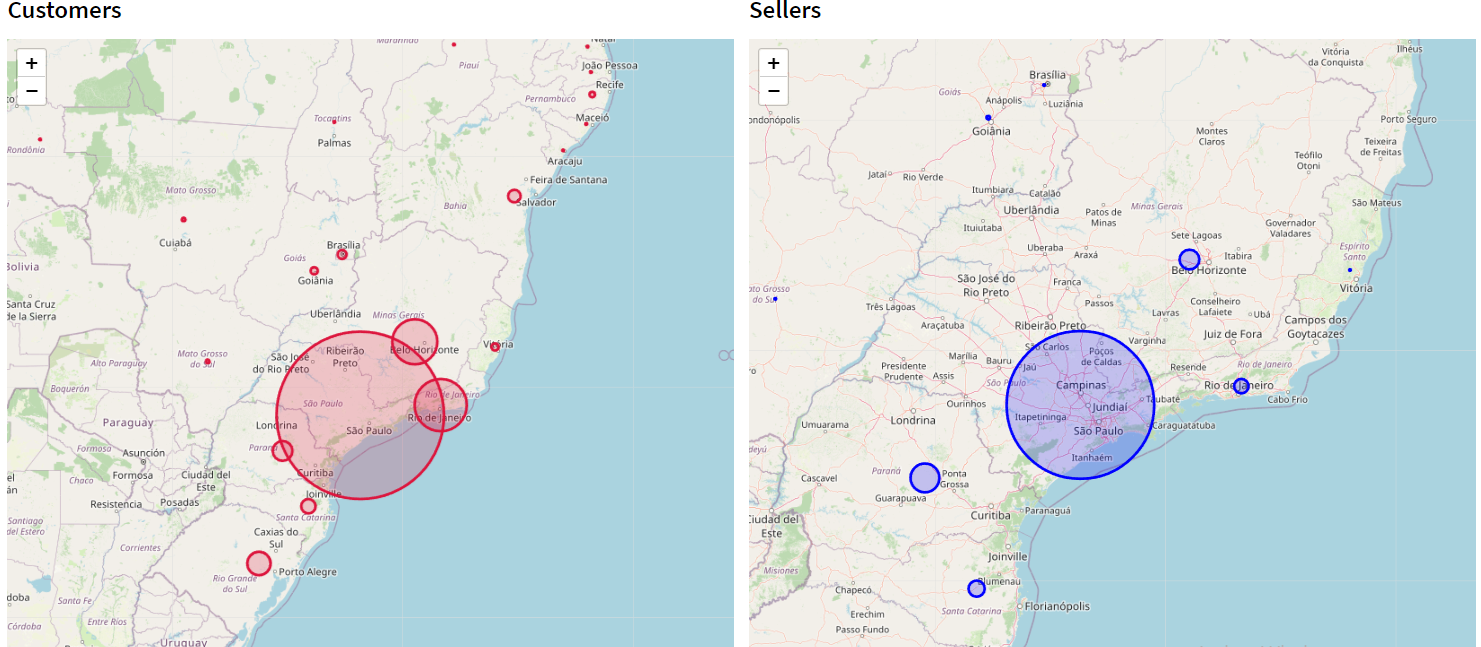 Customers
Sellers
+
−
Maranhão
Piauí
Natal
João Pessoa
Recife
Pernambuco
Maceió
Tocantins
Palmas
Aracaju
Feira de Santana
Rondônia
Mato Grosso
Bahia
Salvador
Cuiabá
Brasília
Goiás
Goiânia
Bolivia
Santa Cruz
de la Sierra
Uberlândia
Minas Gerais
Alto Paraguay
Mato Grosso
do Sul
São José
do Rio Preto
Ribeirão
Preto
Belo Horizonte
Vitória
Boquerón
São Paulo
Rio de Janeiro
Rio de Janeiro
Paraguay
Londrina
São Paulo
Formosa
Asunción
Paraná
Chaco
Formosa
Ciudad del
Este
Curitiba
Resistencia
Posadas
Joinville
Santiago
del Estero
Santa Catarina
Corrientes
Caxias do
Sul
Rio Grande
do Sul
Porto Alegre
Santa Fe
Córdoba
Entre Ríos
Uruguay
+
−
Ilhéus
Vitória
da Conquista
Brasília
Goiás
Anápolis
Luziânia
ondonópolis
Goiânia
Montes
Claros
Porto Seguro
Teixeira
de Freitas
Teófilo
Otoni
Jataí
Rio Verde
Itumbiara
Catalão
Uberlândia
Patos de
Minas
Minas Gerais
São Mateus
Ituiutaba
Governador
Valadares
Sete Lagoas
Uberaba
Araxá
Itabira
Espírito
Santo
Belo Horizonte
São José do
Rio Preto
Franca
Vitória
ato Grosso
do Sul
Três Lagoas
Passos
Conselheiro
Lafaiete
Ubá
Lavras
Araçatuba
Ribeirão Preto
Campos dos
Goytacazes
Varginha
Juiz de Fora
São Carlos
Poços
de Caldas
Marília
Bauru
Jaú
Presidente
Prudente
Assis
Resende
Rio de Janeiro
São Paulo
Campinas
Rio de Janeiro
Cabo Frio
Ourinhos
Taubaté
Jundiaí
Londrina
Itapetininga
Umuarama
São Paulo
Caraguatatuba
Itanhaém
Paraná
Ponta
Grossa
Cascavel
Guarapuava
Ciudad del
Este
Curitiba
Paranaguá
Joinville
Misiones
Blumenau
Chapecó
Santa Catarina
Florianópolis
Erechim
Passo Fundo